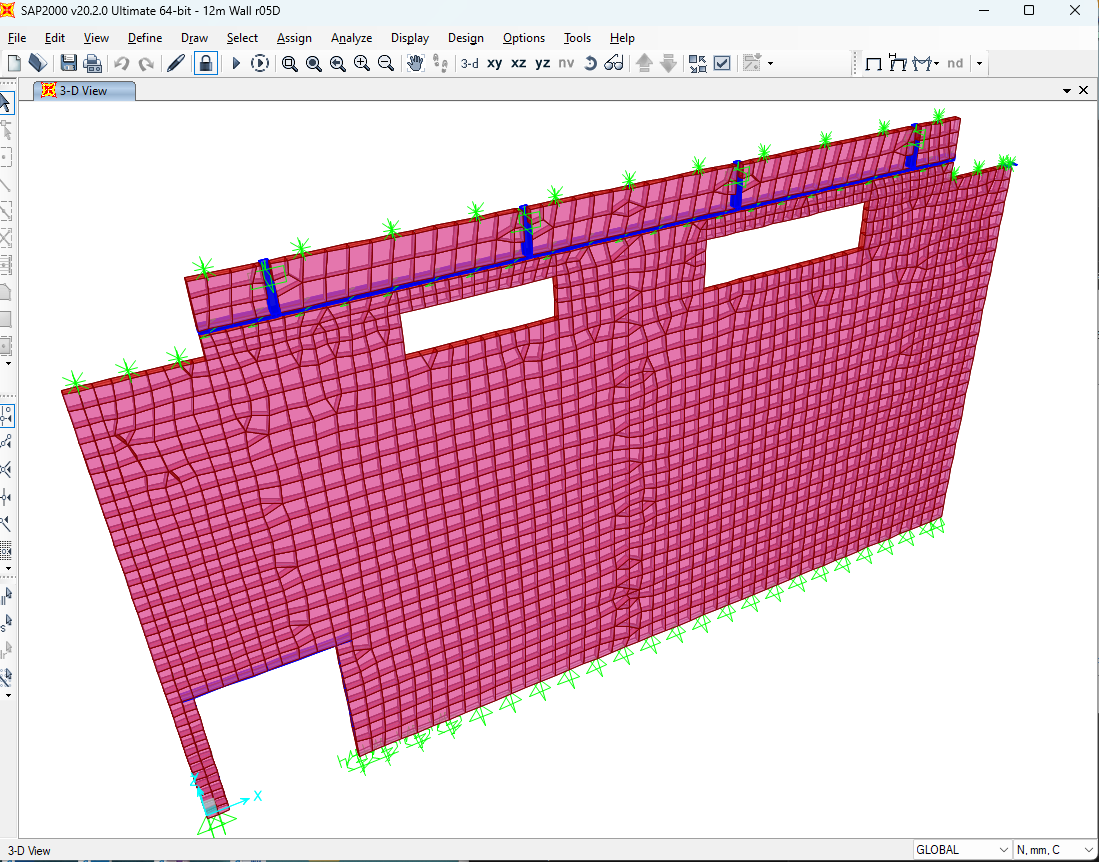 SAP2000 v20.2.0 Ultimate 64-bit - 12m Wall r05D
File Edit View Define Draw Select Assign Analyze Display Design Options Tools Help
3-d xy xz yz nv nd
3-D View
Z
X
3-D View GLOBAL N, mm, C